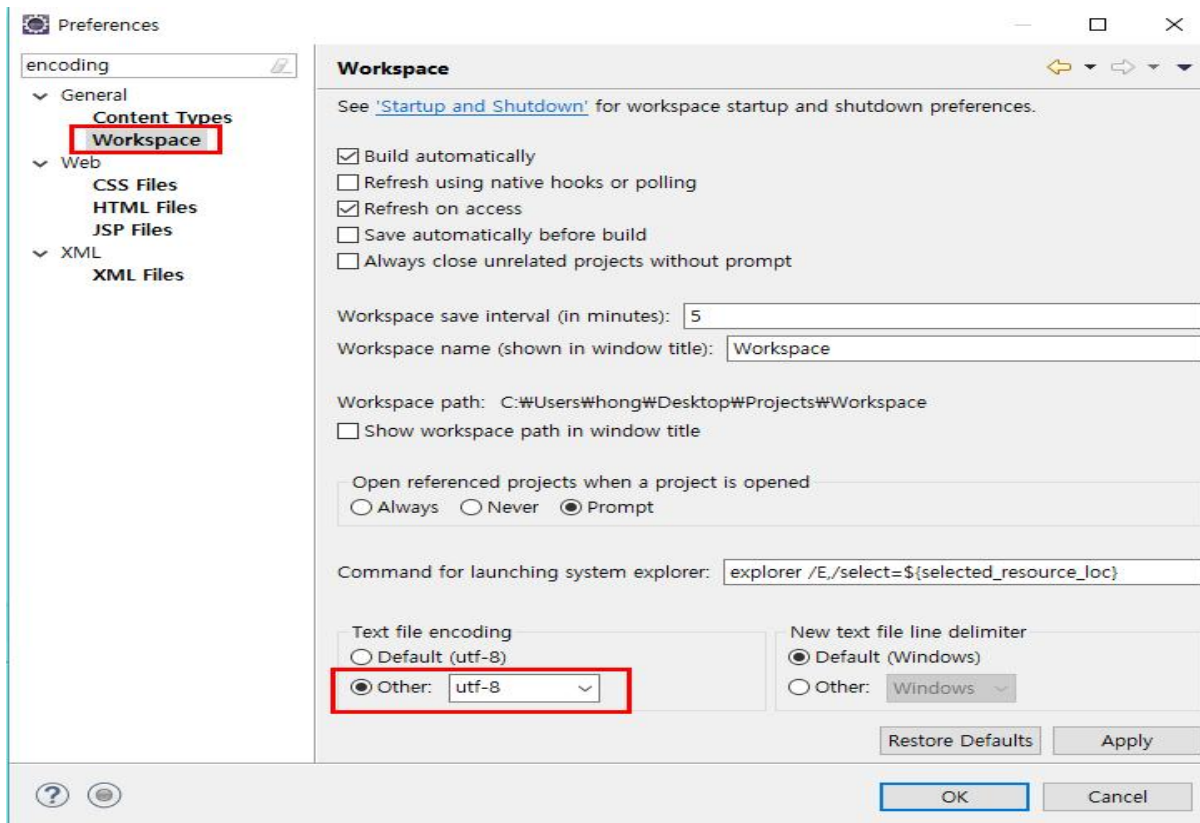 Preferences
encoding
General
Content Types
Workspace
Web
CSS Files
HTML Files
JSP Files
XML
XML Files
Workspace
See 'Startup and Shutdown' for workspace startup and shutdown preferences.
Build automatically
Refresh using native hooks or polling
Refresh on access
Save automatically before build
Always close unrelated projects without prompt
Workspace save interval (in minutes): 5
Workspace name (shown in window title): Workspace
Workspace path: C:₩Users₩hong₩Desktop₩Projects₩Workspace
Show workspace path in window title
Open referenced projects when a project is opened
Always Never Prompt
Command for launching system explorer: explorer /E,/select=${selected_resource_loc}
Text file encoding
Default (utf-8)
Other: utf-8
New text file line delimiter
Default (Windows)
Other: Windows
Restore Defaults Apply
? OK Cancel